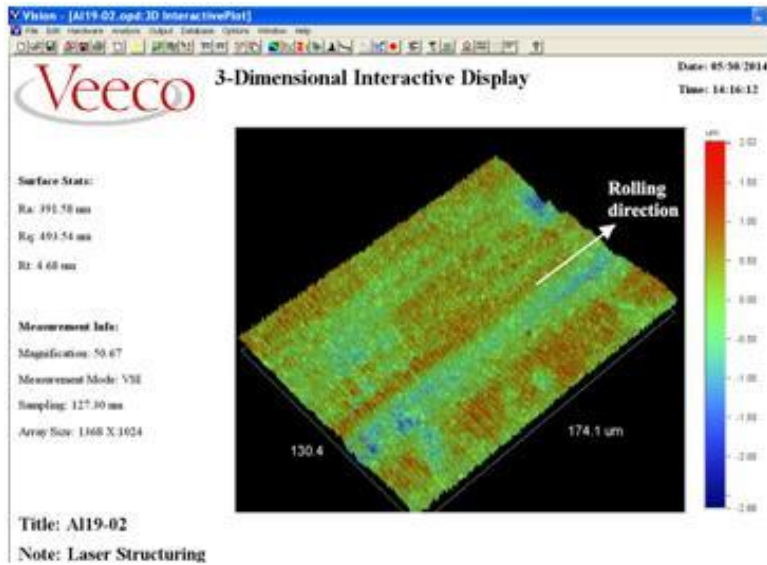 Vision - [Al19-02.opd:3D InteractivePlot]
File Edit Hardware Analysis Output Database Options Window Help
Veeco
3-Dimensional Interactive Display
Date: 05/30/2014
Time: 14:16:12
Surface Stats:
Ra: 391.58 nm
Rq: 493.54 nm
Rt: 4.60 um
Measurement Info:
Magnification: 50.67
Measurement Mode: VSI
Sampling: 127.30 nm
Array Size: 1368 X 1024
Title: Al19-02
Note: Laser Structuring
Rolling
direction
130.4
174.1 um
um